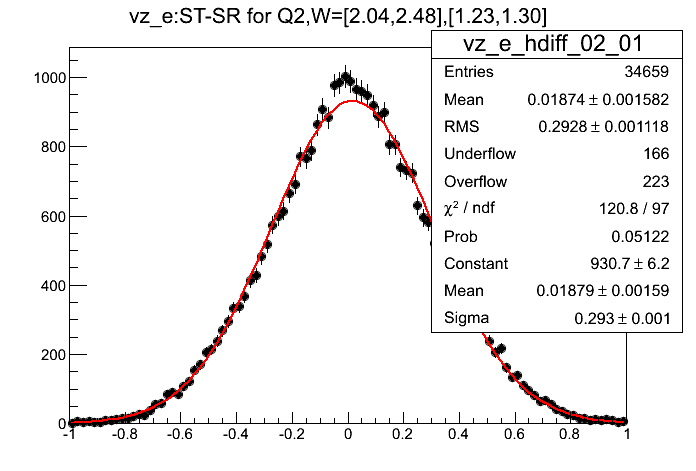 vz_e:ST-SR for Q2,W=[2.04,2.48],[1.23,1.30]
vz_e_hdiff_02_01
Entries 34659
Mean 0.01874 ± 0.001582
RMS 0.2928 ± 0.001118
Underflow 166
Overflow 223
χ² / ndf 120.8 / 97
Prob 0.05122
Constant 930.7 ± 6.2
Mean 0.01879 ± 0.00159
Sigma 0.293 ± 0.001
1000
800
600
400
200
0
-1 -0.8 -0.6 -0.4 -0.2 0 0.2 0.4 0.6 0.8 1